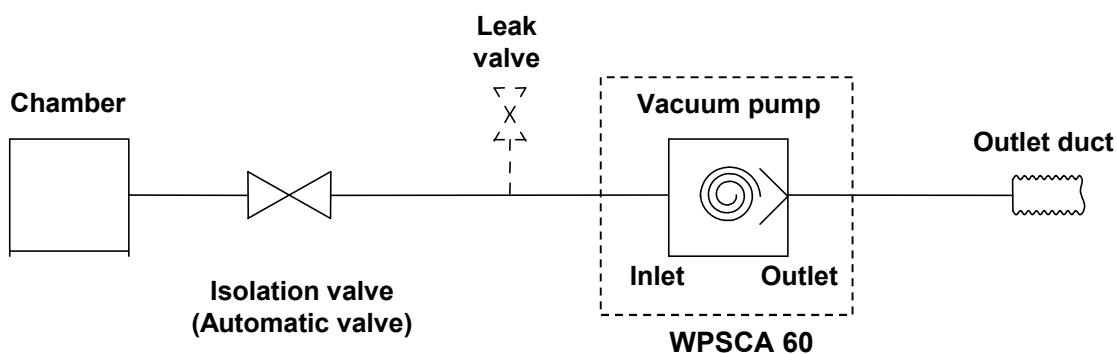 Leak
valve
Chamber
Vacuum pump
Outlet duct
Inlet
Outlet
Isolation valve
(Automatic valve)
WPSCA 60